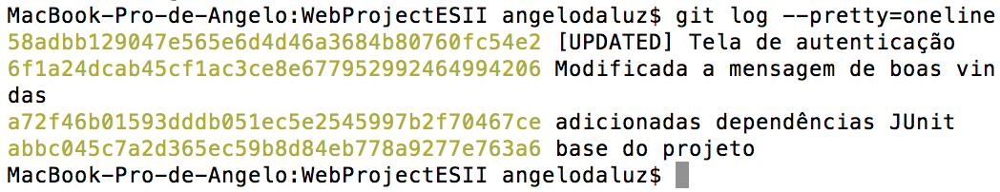 MacBook-Pro-de-Angelo:WebProjectESII angelodaluz$ git log --pretty=oneline
58adbb129047e565e6d4d46a3684b80760fc54e2 [UPDATED] Tela de autenticação
6f1a24dcab45cf1ac3ce8e677952992464994206 Modificada a mensagem de boas vin
das
a72f46b01593dddb051ec5e2545997b2f70467ce adicionadas dependências JUnit
abbc045c7a2d365ec59b8d84eb778a9277e763a6 base do projeto
MacBook-Pro-de-Angelo:WebProjectESII angelodaluz$